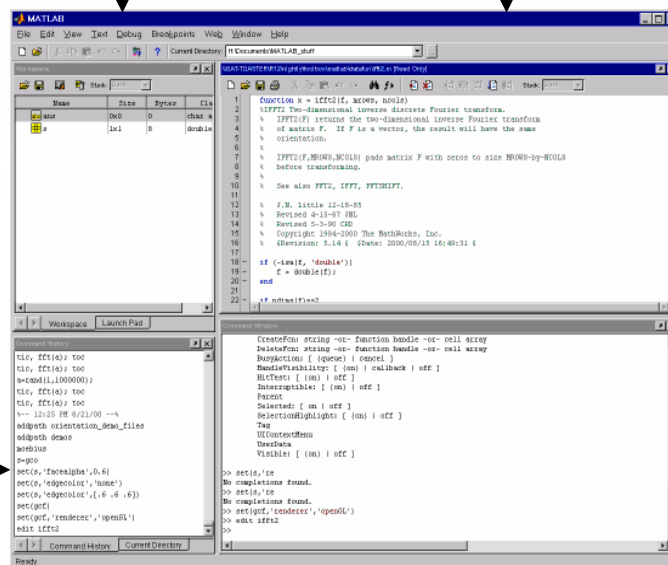 MATLAB
File Edit View Text Debug Breakpoints Web Window Help
Current Directory: H:\Documents\MATLAB_stuff
Workspace
Stack:
Name Size Bytes Cla
ans 0x0 0 char a
s 1x1 8 double
Workspace Launch Pad
[Read Only]
Stack:
1 function x = ifft2(f, mrows, ncols)
2 %IFFT2 Two-dimensional inverse discrete Fourier transform.
3 % IFFT2(F) returns the two-dimensional inverse Fourier transform
4 % of matrix F. If F is a vector, the result will have the same
5 % orientation.
6 %
7 % IFFT2(F,MROWS,NCOLS) pads matrix F with zeros to size MROWS-by-NCOLS
8 % before transforming.
9 %
10 % See also FFT2, IFFT, FFTSHIFT.
11
12 % J.N. Little 12-18-85
13 % Revised 4-15-87 JNL
14 % Revised 5-3-90 CRD
15 % Copyright 1984-2000 The MathWorks, Inc.
16 % $Revision: 5.14 $ $Date: 2000/08/15 16:49:31 $
17
18 - if (~isa(f, 'double'))
19 - f = double(f);
20 - end
21
22 - if ndims(f)==2
Command History
tic, fft(a); toc
tic, fft(a); toc
tic, fft(a); toc
a=rand(1,1000000);
tic, fft(a); toc
tic, fft(a); toc
%-- 12:25 PM 8/21/00 --%
addpath orientation_demo_files
addpath demos
moebius
s=gco
set(s,'facealpha',0.6)
set(s,'edgecolor','none')
set(s,'edgecolor',[.6 .6 .6])
set(gcf)
set(gcf,'renderer','openGL')
edit ifft2
Command History Current Directory
Command Window
CreateFcn: string -or- function handle -or- cell array
DeleteFcn: string -or- function handle -or- cell array
BusyAction: [ {queue} | cancel ]
HandleVisibility: [ {on} | callback | off ]
HitTest: [ {on} | off ]
Interruptible: [ {on} | off ]
Parent
Selected: [ on | off ]
SelectionHighlight: [ {on} | off ]
Tag
UIContextMenu
UserData
Visible: [ {on} | off ]
>> set(s,'re
No completions found.
>> set(s,'re
No completions found.
>> set(gcf,'renderer','openGL')
>> edit ifft2
>>
Ready